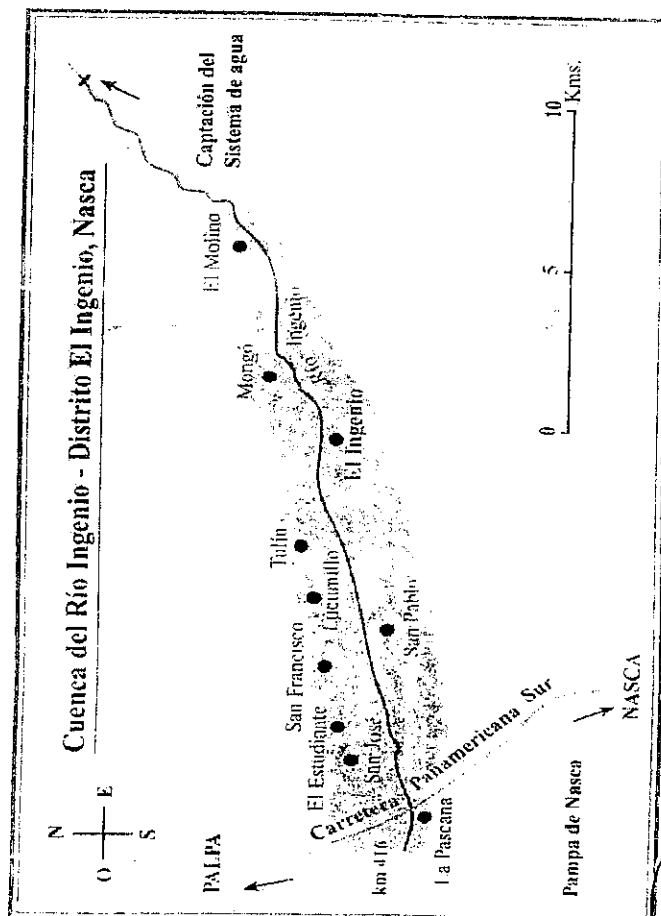 Cuenca del Río Ingenio - Distrito El Ingenio, Nasca
N
O
E
S
PALPA
Captación del
Sistema de agua
El Molino
Mongó
Río Ingenio
El Ingenio
Tulín
Lucumillo
San Francisco
San Pablo
El Estudiante
San José
Carretera Panamericana Sur
km 416
La Pascana
NASCA
Pampa de Nasca
0
5
10
Kms.